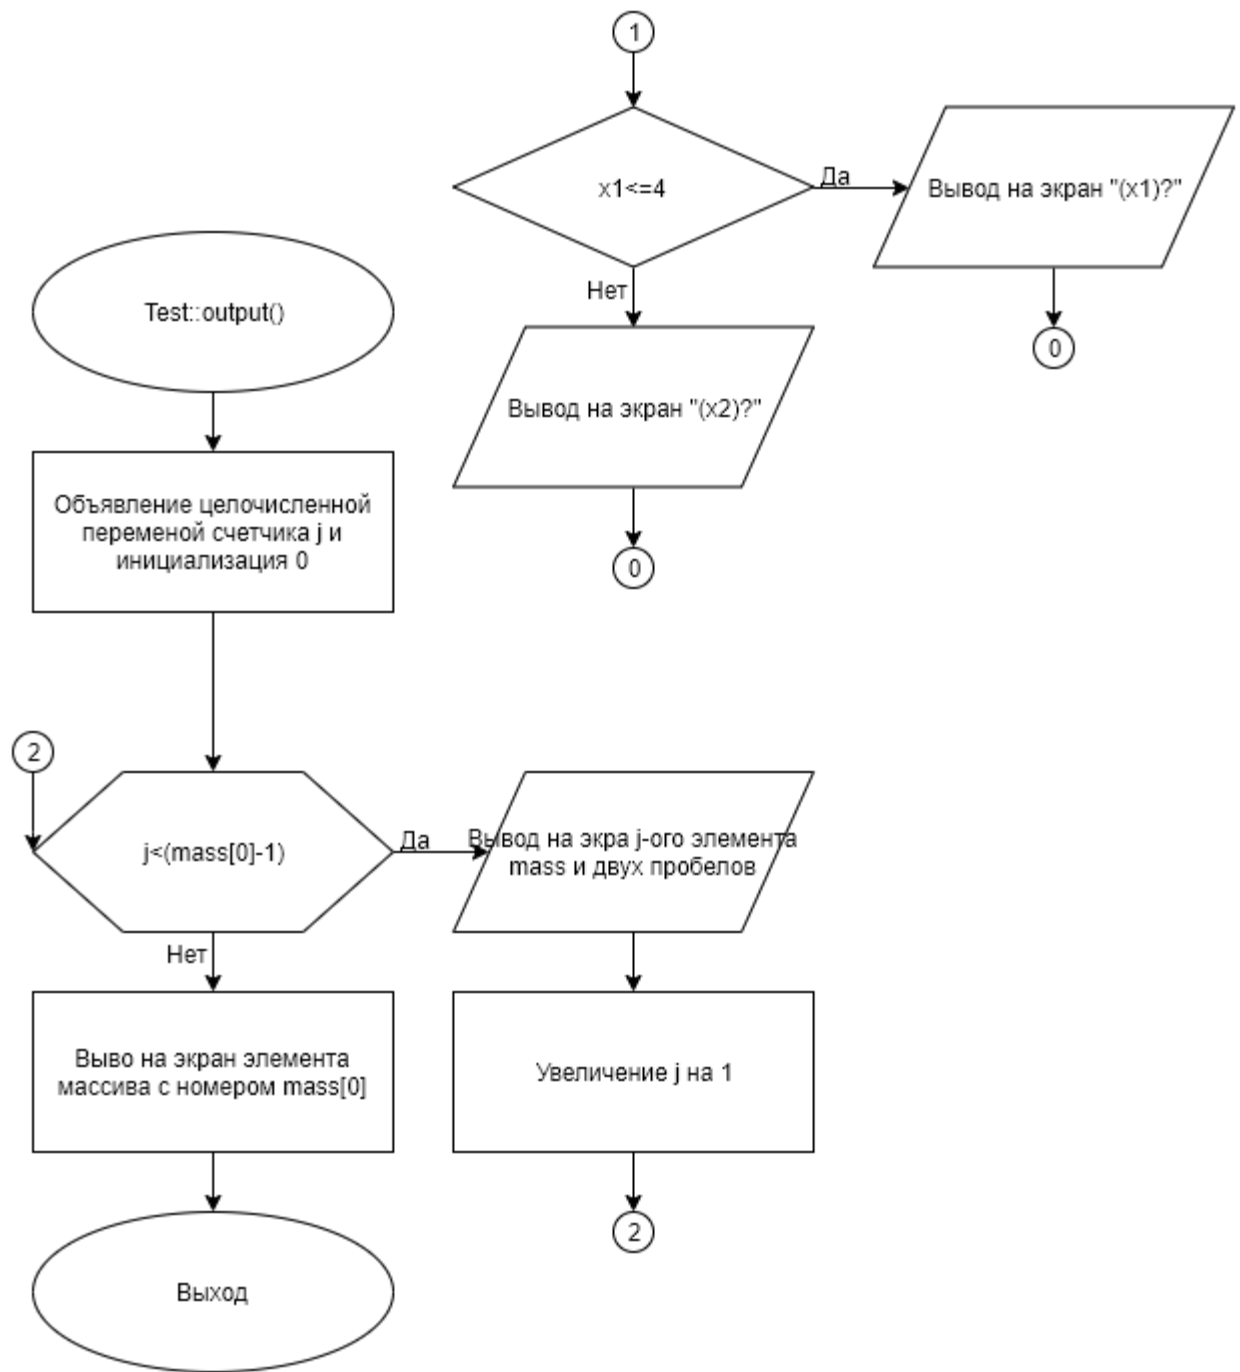 1
x1<=4
Да
Вывод на экран "(x1)?"
Нет
0
Вывод на экран "(x2)?"
0
Test::output()
Объявление целочисленной
переменой счетчика j и
инициализация 0
2
j<(mass[0]-1)
Да
Вывод на экра j-ого элемента
mass и двух пробелов
Нет
Выво на экран элемента
массива с номером mass[0]
Увеличение j на 1
2
Выход